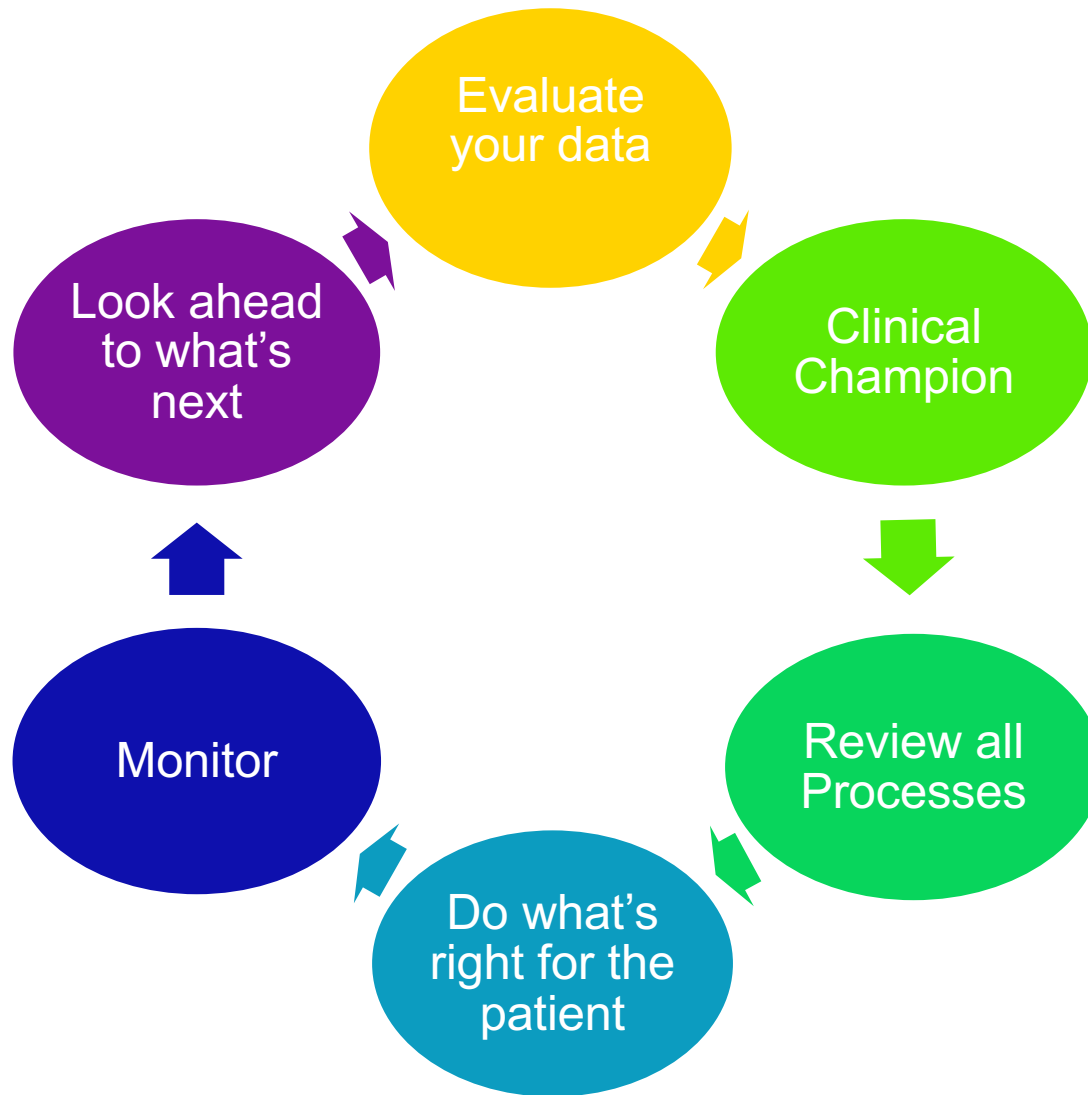 Evaluate
your data
Clinical
Champion
Review all
Processes
Do what’s
right for the
patient
Monitor
Look ahead
to what’s
next